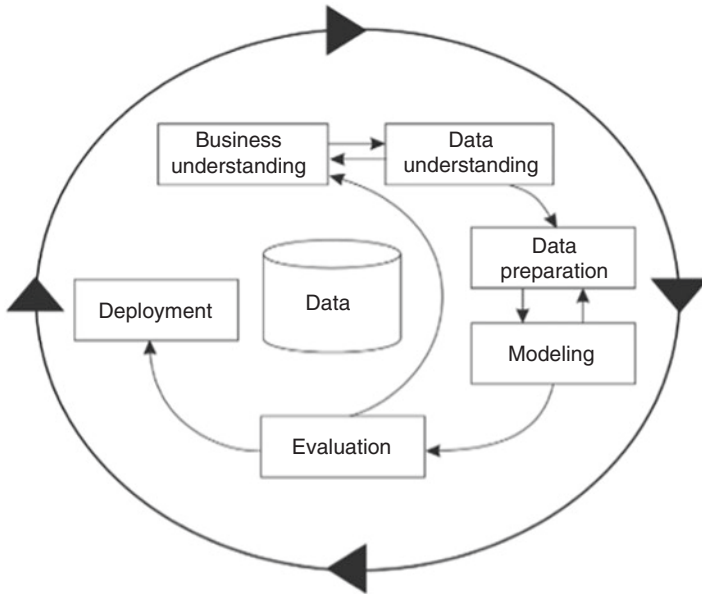 Business
understanding
Data
understanding
Data
preparation
Deployment
Data
Modeling
Evaluation